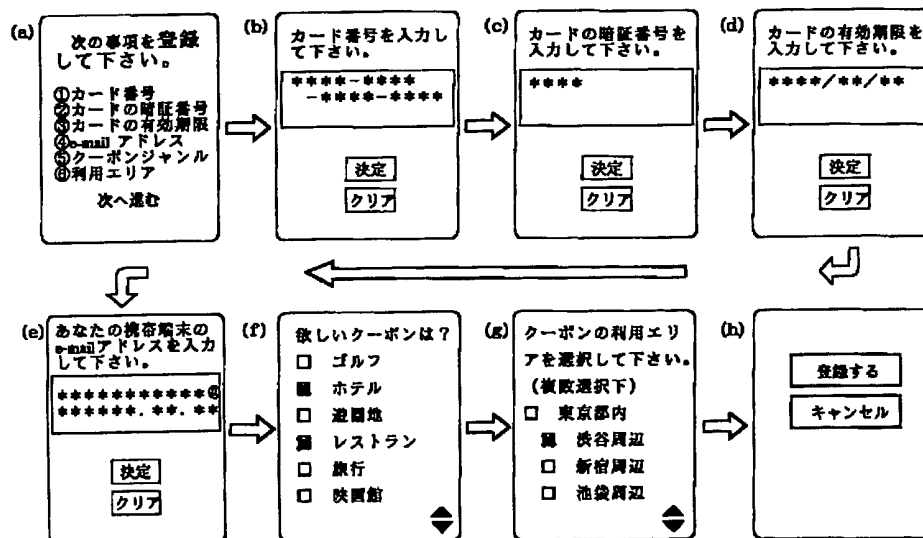 (a)
次の事項を登録
して下さい。
①カード番号
②カードの暗証番号
③カードの有効期限
④e-mail アドレス
⑤クーポンジャンル
⑥利用エリア
次へ進む
(b)
カード番号を入力し
て下さい。
****-****
-****-****
決定
クリア
(c)
カードの暗証番号を
入力して下さい。
****
決定
クリア
(d)
カードの有効期限を
入力して下さい。
****/**/**
決定
クリア
(e)
あなたの携帯端末の
e-mailアドレスを入力
して下さい。
***********@
******.**.**
決定
クリア
(f)
欲しいクーポンは?
ゴルフ
ホテル
遊園地
レストラン
旅行
映画館
(g)
クーポンの利用エリ
アを選択して下さい。
(複数選択下)
東京都内
渋谷周辺
新宿周辺
池袋周辺
(h)
登録する
キャンセル